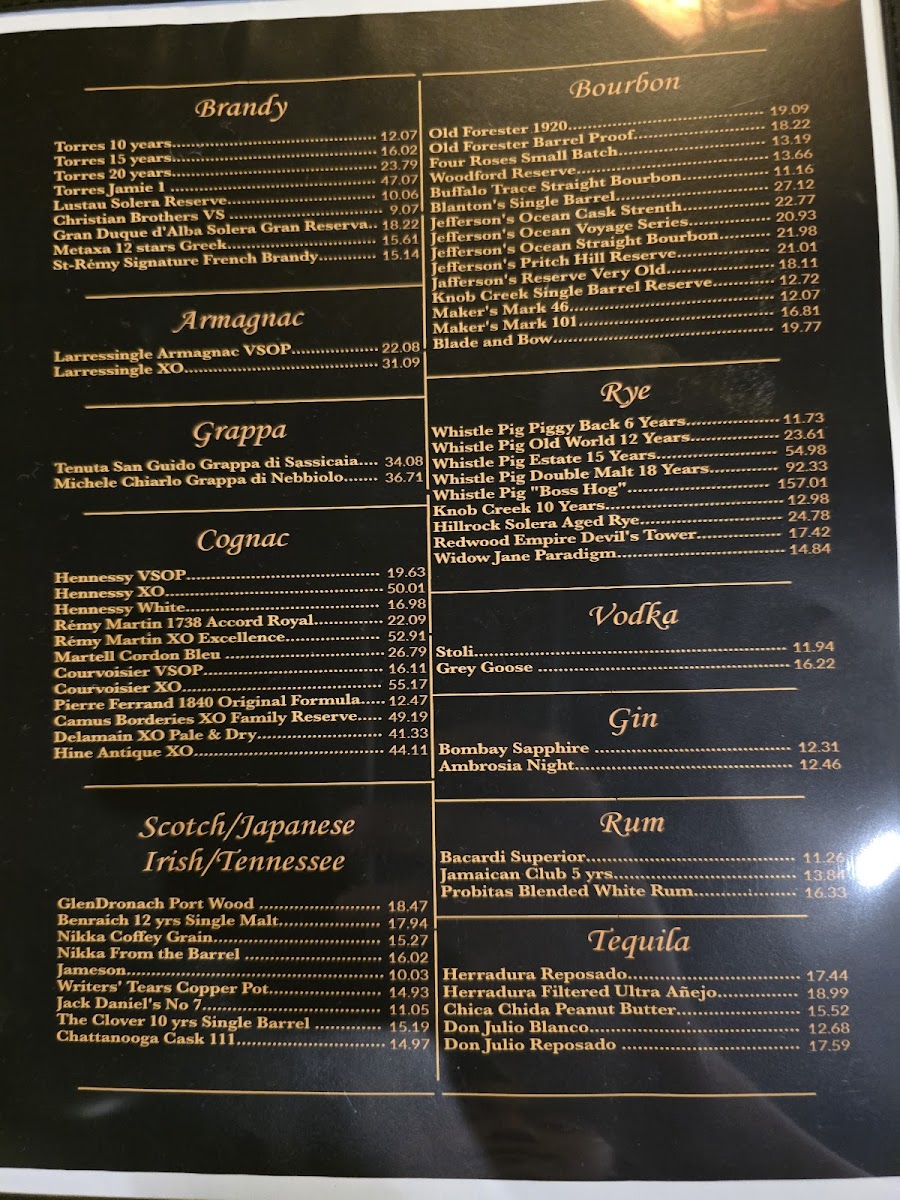 Brandy
Torres 10 years........ 12.07
Torres 15 years........ 16.02
Torres 20 years........ 23.79
Torres Jamie 1 ........ 47.07
Lustau Solera Reserve........ 10.06
Christian Brothers VS ........ 9.07
Gran Duque d'Alba Solera Gran Reserva.. 18.22
Metaxa 12 stars Greek........ 15.61
St-Rémy Signature French Brandy........ 15.14
Armagnac
Larressingle Armagnac VSOP........ 22.08
Larressingle XO........ 31.09
Grappa
Tenuta San Guido Grappa di Sassicaia.... 34.08
Michele Chiarlo Grappa di Nebbiolo....... 36.71
Cognac
Hennessy VSOP........ 19.63
Hennessy XO........ 50.01
Hennessy White........ 16.98
Rémy Martin 1738 Accord Royal........ 22.09
Rémy Martin XO Excellence........ 52.91
Martell Cordon Bleu ........ 26.79
Courvoisier VSOP........ 16.11
Courvoisier XO........ 55.17
Pierre Ferrand 1840 Original Formula..... 12.47
Camus Borderies XO Family Reserve..... 49.19
Delamain XO Pale & Dry........ 41.33
Hine Antique XO........ 44.11
Scotch/Japanese
Irish/Tennessee
GlenDronach Port Wood ........ 18.47
Benraich 12 yrs Single Malt........ 17.94
Nikka Coffey Grain........ 15.27
Nikka From the Barrel ........ 16.02
Jameson........ 10.03
Writers' Tears Copper Pot........ 14.93
Jack Daniel's No 7........ 11.05
The Clover 10 yrs Single Barrel ........ 15.19
Chattanooga Cask 111........ 14.97
Bourbon
Old Forester 1920........ 19.09
Old Forester Barrel Proof........ 18.22
Four Roses Small Batch ........ 13.19
Woodford Reserve........ 13.66
Buffalo Trace Straight Bourbon........ 11.16
Blanton's Single Barrel........ 27.12
Jefferson's Ocean Cask Strenth........ 22.77
Jefferson's Ocean Voyage Series........ 20.93
Jefferson's Ocean Straight Bourbon ........ 21.98
Jefferson's Pritch Hill Reserve........ 21.01
Jafferson's Reserve Very Old........ 18.11
Knob Creek Single Barrel Reserve........ 12.72
Maker's Mark 46........ 12.07
Maker's Mark 101........ 16.81
Blade and Bow........ 19.77
Rye
Whistle Pig Piggy Back 6 Years........ 11.73
Whistle Pig Old World 12 Years........ 23.61
Whistle Pig Estate 15 Years........ 54.98
Whistle Pig Double Malt 18 Years........ 92.33
Whistle Pig "Boss Hog"........ 157.01
Knob Creek 10 Years........ 12.98
Hillrock Solera Aged Rye........ 24.78
Redwood Empire Devil's Tower........ 17.42
Widow Jane Paradigm........ 14.84
Vodka
Stoli........ 11.94
Grey Goose ........ 16.22
Gin
Bombay Sapphire ........ 12.31
Ambrosia Night........ 12.46
Rum
Bacardi Superior........ 11.26
Jamaican Club 5 yrs........ 13.84
Probitas Blended White Rum........ 16.33
Tequila
Herradura Reposado........ 17.44
Herradura Filtered Ultra Añejo........ 18.99
Chica Chida Peanut Butter........ 15.52
Don Julio Blanco........ 12.68
Don Julio Reposado ........ 17.59